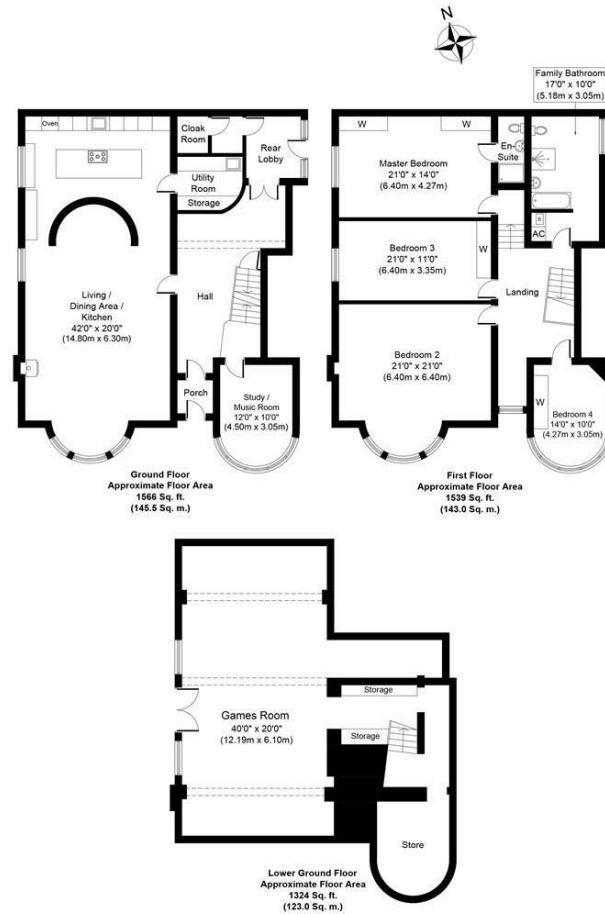 N
Oven
Cloak
Room
Rear
Lobby
Utility
Room
Storage
Living /
Dining Area /
Kitchen
42'0" x 20'0"
(14.80m x 6.30m)
Hall
Porch
Study /
Music Room
12'0" x 10'0"
(4.50m x 3.05m)
Ground Floor
Approximate Floor Area
1566 Sq. ft.
(145.5 Sq. m.)
Family Bathroom
17'0" x 10'0"
(5.18m x 3.05m)
W
W
Master Bedroom
21'0" x 14'0"
(6.40m x 4.27m)
En-
Suite
AC
Bedroom 3
21'0" x 11'0"
(6.40m x 3.35m)
W
Landing
Bedroom 2
21'0" x 21'0"
(6.40m x 6.40m)
W
Bedroom 4
14'0" x 10'0"
(4.27m x 3.05m)
First Floor
Approximate Floor Area
1539 Sq. ft.
(143.0 Sq. m.)
Storage
Games Room
40'0" x 20'0"
(12.19m x 6.10m)
Storage
Store
Lower Ground Floor
Approximate Floor Area
1324 Sq. ft.
(123.0 Sq. m.)